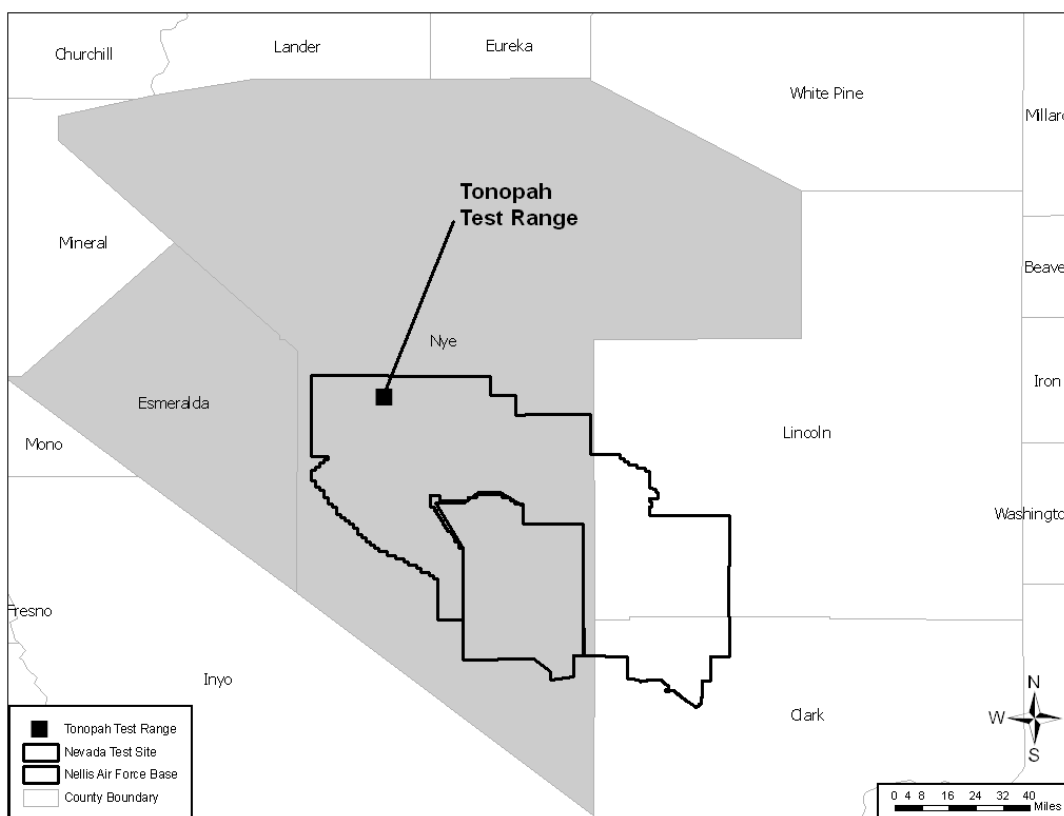 Churchill
Lander
Eureka
White Pine
Millard
Tonopah
Test Range
Mineral
Beave
Nye
Iron
Esmeralda
Lincoln
Mono
Washington
Fresno
Inyo
Clark
N
W
S
Tonopah Test Range
Nevada Test Site
Nellis Air Force Base
County Boundary
0 4 8 16 24 32 40
Miles